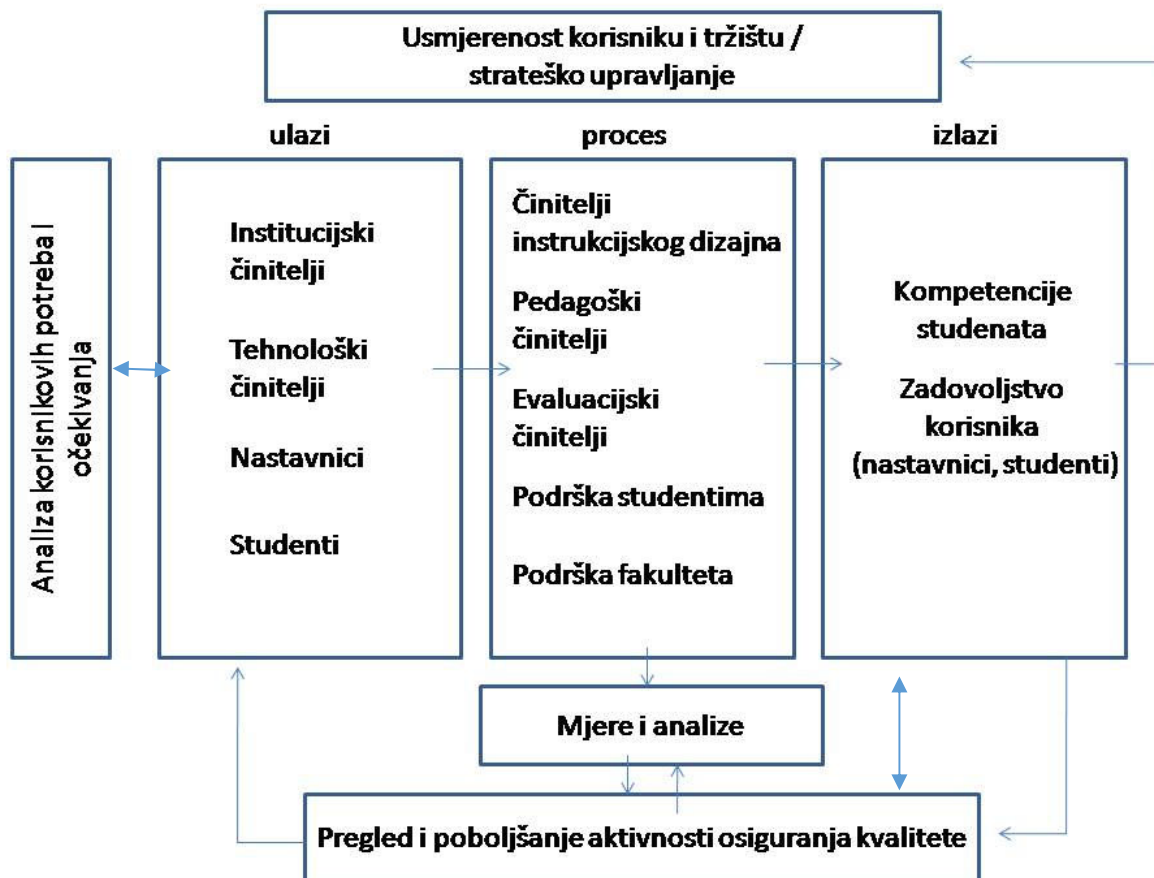 Usmjerenost korisniku i tržištu /
strateško upravljanje
ulazi
proces
izlazi
Analiza korisnikovih potreba I
očekivanja
Institucijski
činitelji
Tehnološki
činitelji
Nastavnici
Studenti
Činitelji
instrukcijskog dizajna
Pedagoški
činitelji
Evaluacijski
činitelji
Podrška studentima
Podrška fakulteta
Kompetencije
studenata
Zadovoljstvo
korisnika
(nastavnici, studenti)
Mjere i analize
Pregled i poboljšanje aktivnosti osiguranja kvalitete